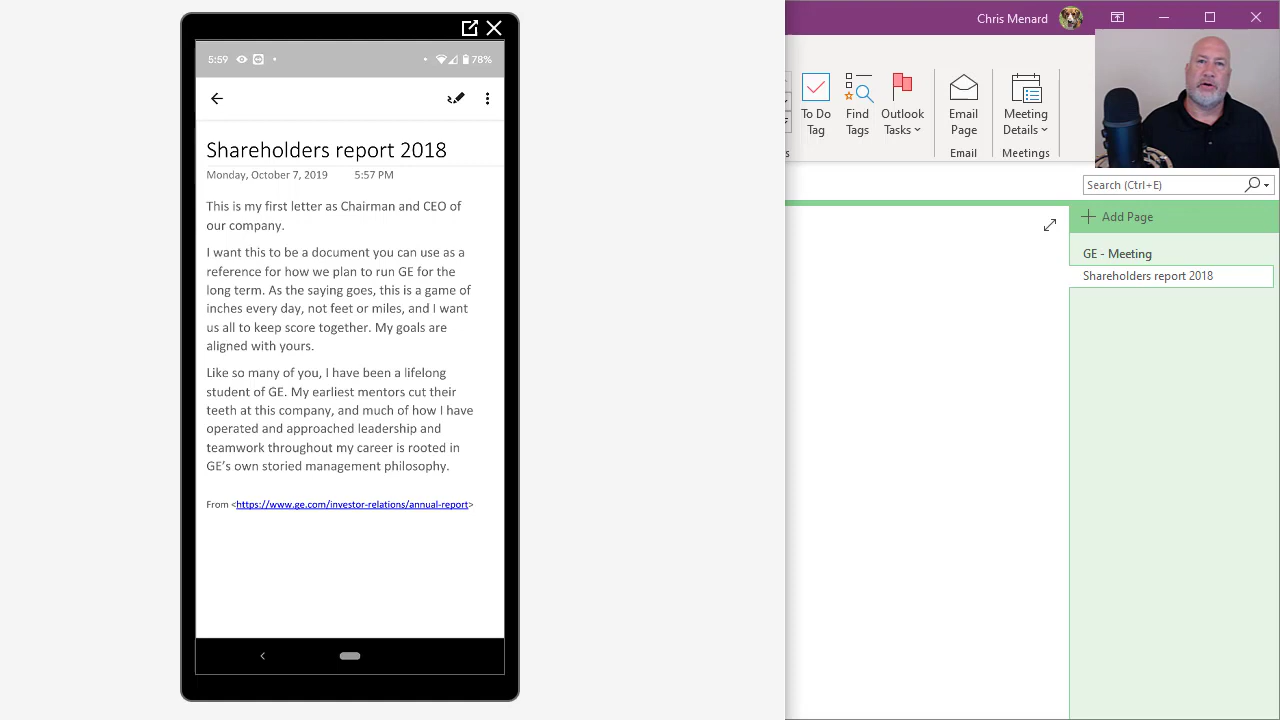 5:59
78%
Shareholders report 2018
Monday, October 7, 2019 5:57 PM
This is my first letter as Chairman and CEO of
our company.
I want this to be a document you can use as a
reference for how we plan to run GE for the
long term. As the saying goes, this is a game of
inches every day, not feet or miles, and I want
us all to keep score together. My goals are
aligned with yours.
Like so many of you, I have been a lifelong
student of GE. My earliest mentors cut their
teeth at this company, and much of how I have
operated and approached leadership and
teamwork throughout my career is rooted in
GE's own storied management philosophy.
From <https://www.ge.com/investor-relations/annual-report>
Chris Menard
To Do
Tag
Find
Tags
Outlook
Tasks
Email
Page
Meeting
Details
Email
Meetings
Search (Ctrl+E)
Add Page
GE - Meeting
Shareholders report 2018